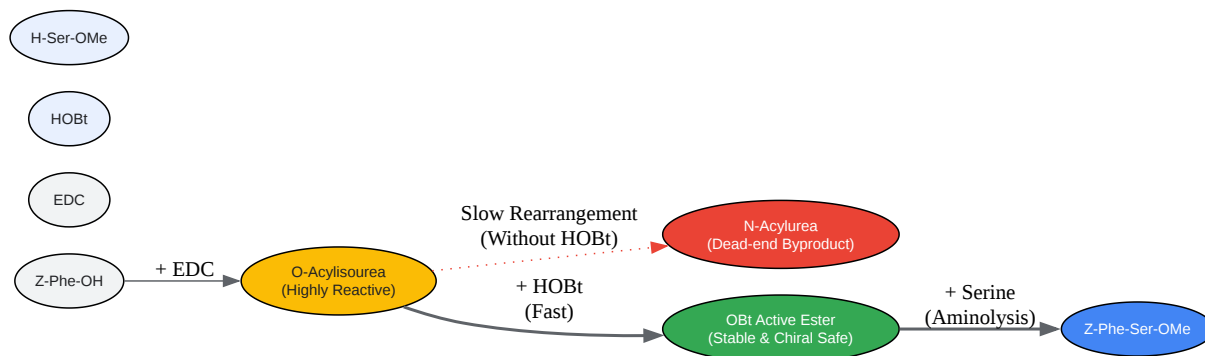 H-Ser-OMe
HOBt
EDC
Z-Phe-OH
+ EDC
O-Acylisourea
(Highly Reactive)
Slow Rearrangement
(Without HOBt)
N-Acylurea
(Dead-end Byproduct)
+ HOBt
(Fast)
OBt Active Ester
(Stable & Chiral Safe)
+ Serine
(Aminolysis)
Z-Phe-Ser-OMe